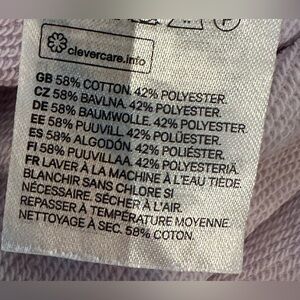 clevercare.info
GB 58% COTTON. 42% POLYESTER.
CZ 58% BAVLNA. 42% POLYESTER.
DE 58% BAUMWOLLE. 42% POLYESTER.
EE 58% PUUVILL. 42% POLÜESTER.
ES 58% ALGODÓN. 42% POLIÉSTER.
FI 58% PUUVILLAA. 42% POLYESTERIÄ.
FR LAVER À LA MACHINE À L'EAU TIÈDE.
BLANCHIR SANS CHLORE SI
NÉCESSAIRE. SÉCHER À L'AIR.
REPASSER À TEMPÉRATURE MOYENNE.
NETTOYAGE À SEC. 58% COTON.